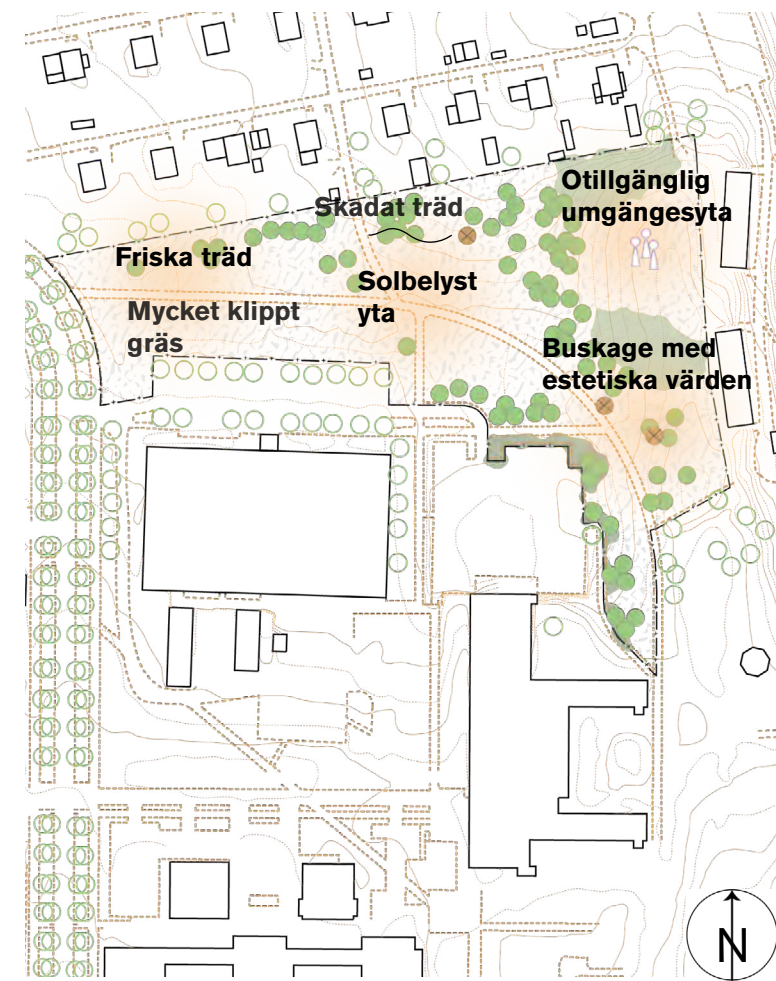 Otillgänglig
umgängesyta
Skadat träd
Friska träd
Solbelyst
yta
Mycket klippt
gräs
Buskage med
estetiska värden
N